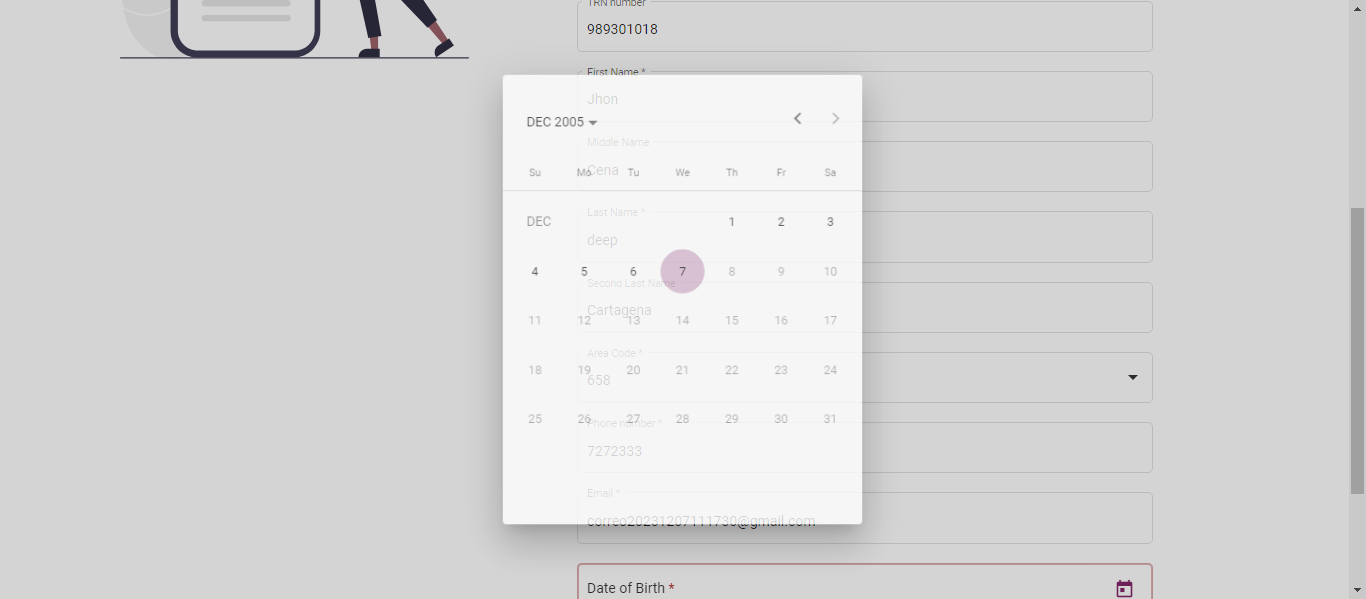 TRN number
989301018
First Name *
Jhon
DEC 2005
Middle Name
Cena
Su Mo Tu We Th Fr Sa
Last Name *
DEC 1 2 3
deep
4 5 6 7 8 9 10
Second Last Name
Cartagena
11 12 13 14 15 16 17
Area Code *
18 19 20 21 22 23 24
658
25 26 27 28 29 30 31
Phone number *
7272333
Email *
correo20231207111730@gmail.com
Date of Birth *